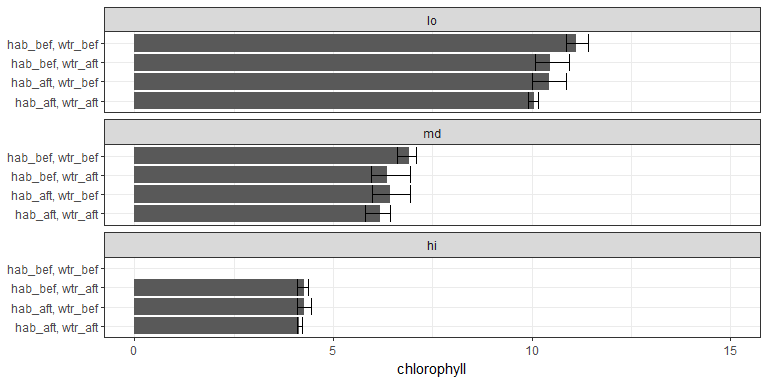 lo
hab_bef, wtr_bef
hab_bef, wtr_aft
hab_aft, wtr_bef
hab_aft, wtr_aft
md
hab_bef, wtr_bef
hab_bef, wtr_aft
hab_aft, wtr_bef
hab_aft, wtr_aft
hi
hab_bef, wtr_bef
hab_bef, wtr_aft
hab_aft, wtr_bef
hab_aft, wtr_aft
0 5 10 15
chlorophyll